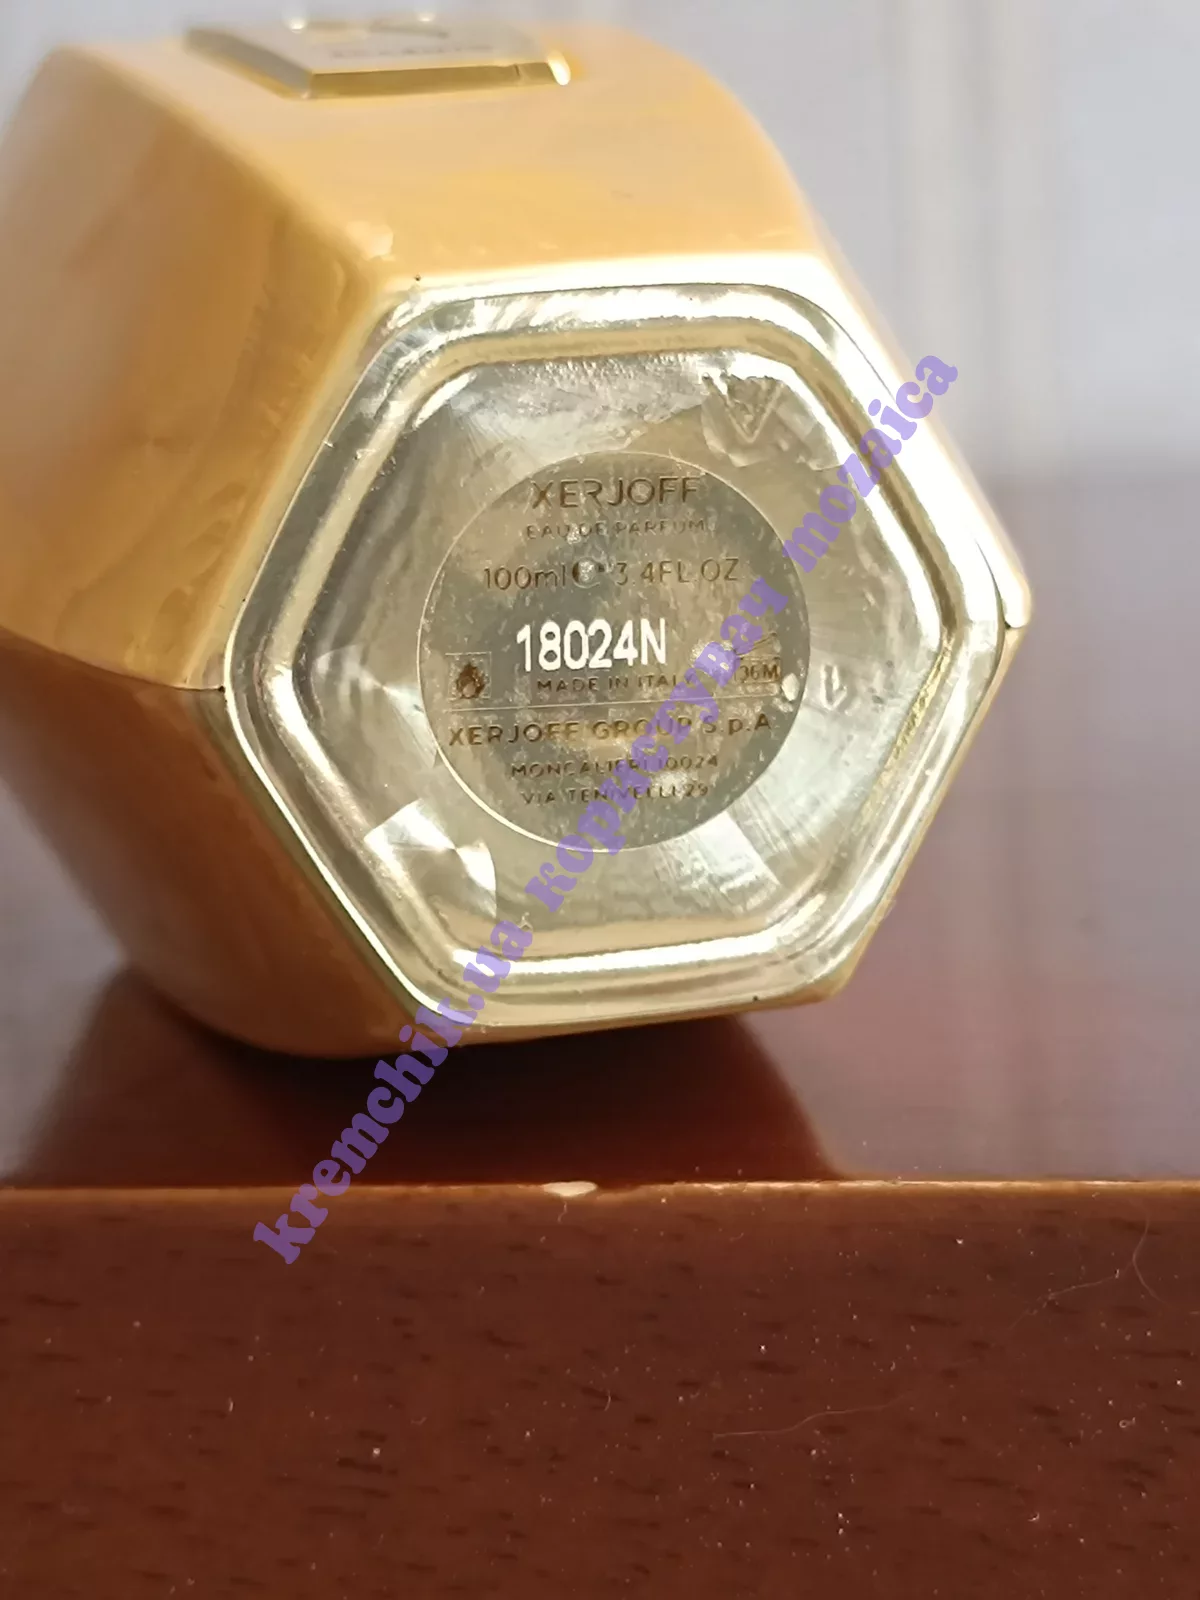 XERJOFF
EAU DE PARFUM
100ml ℮ 3.4FL.OZ
18024N
MADE IN ITALY
36M
XERJOFF GROUP S.p.A
MONCALIERI 10024
VIA TENIVELLI 29
kremchik.ua користувач mozaica